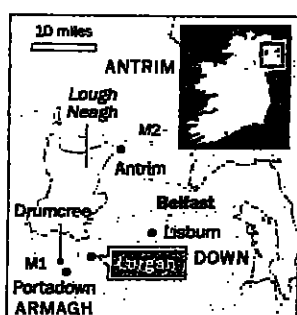 10 miles
ANTRIM
Lough
Neagh
M2
Antrim
Belfast
Drumcree
Lisburn
Lurgan
DOWN
M1
Portadown
ARMAGH